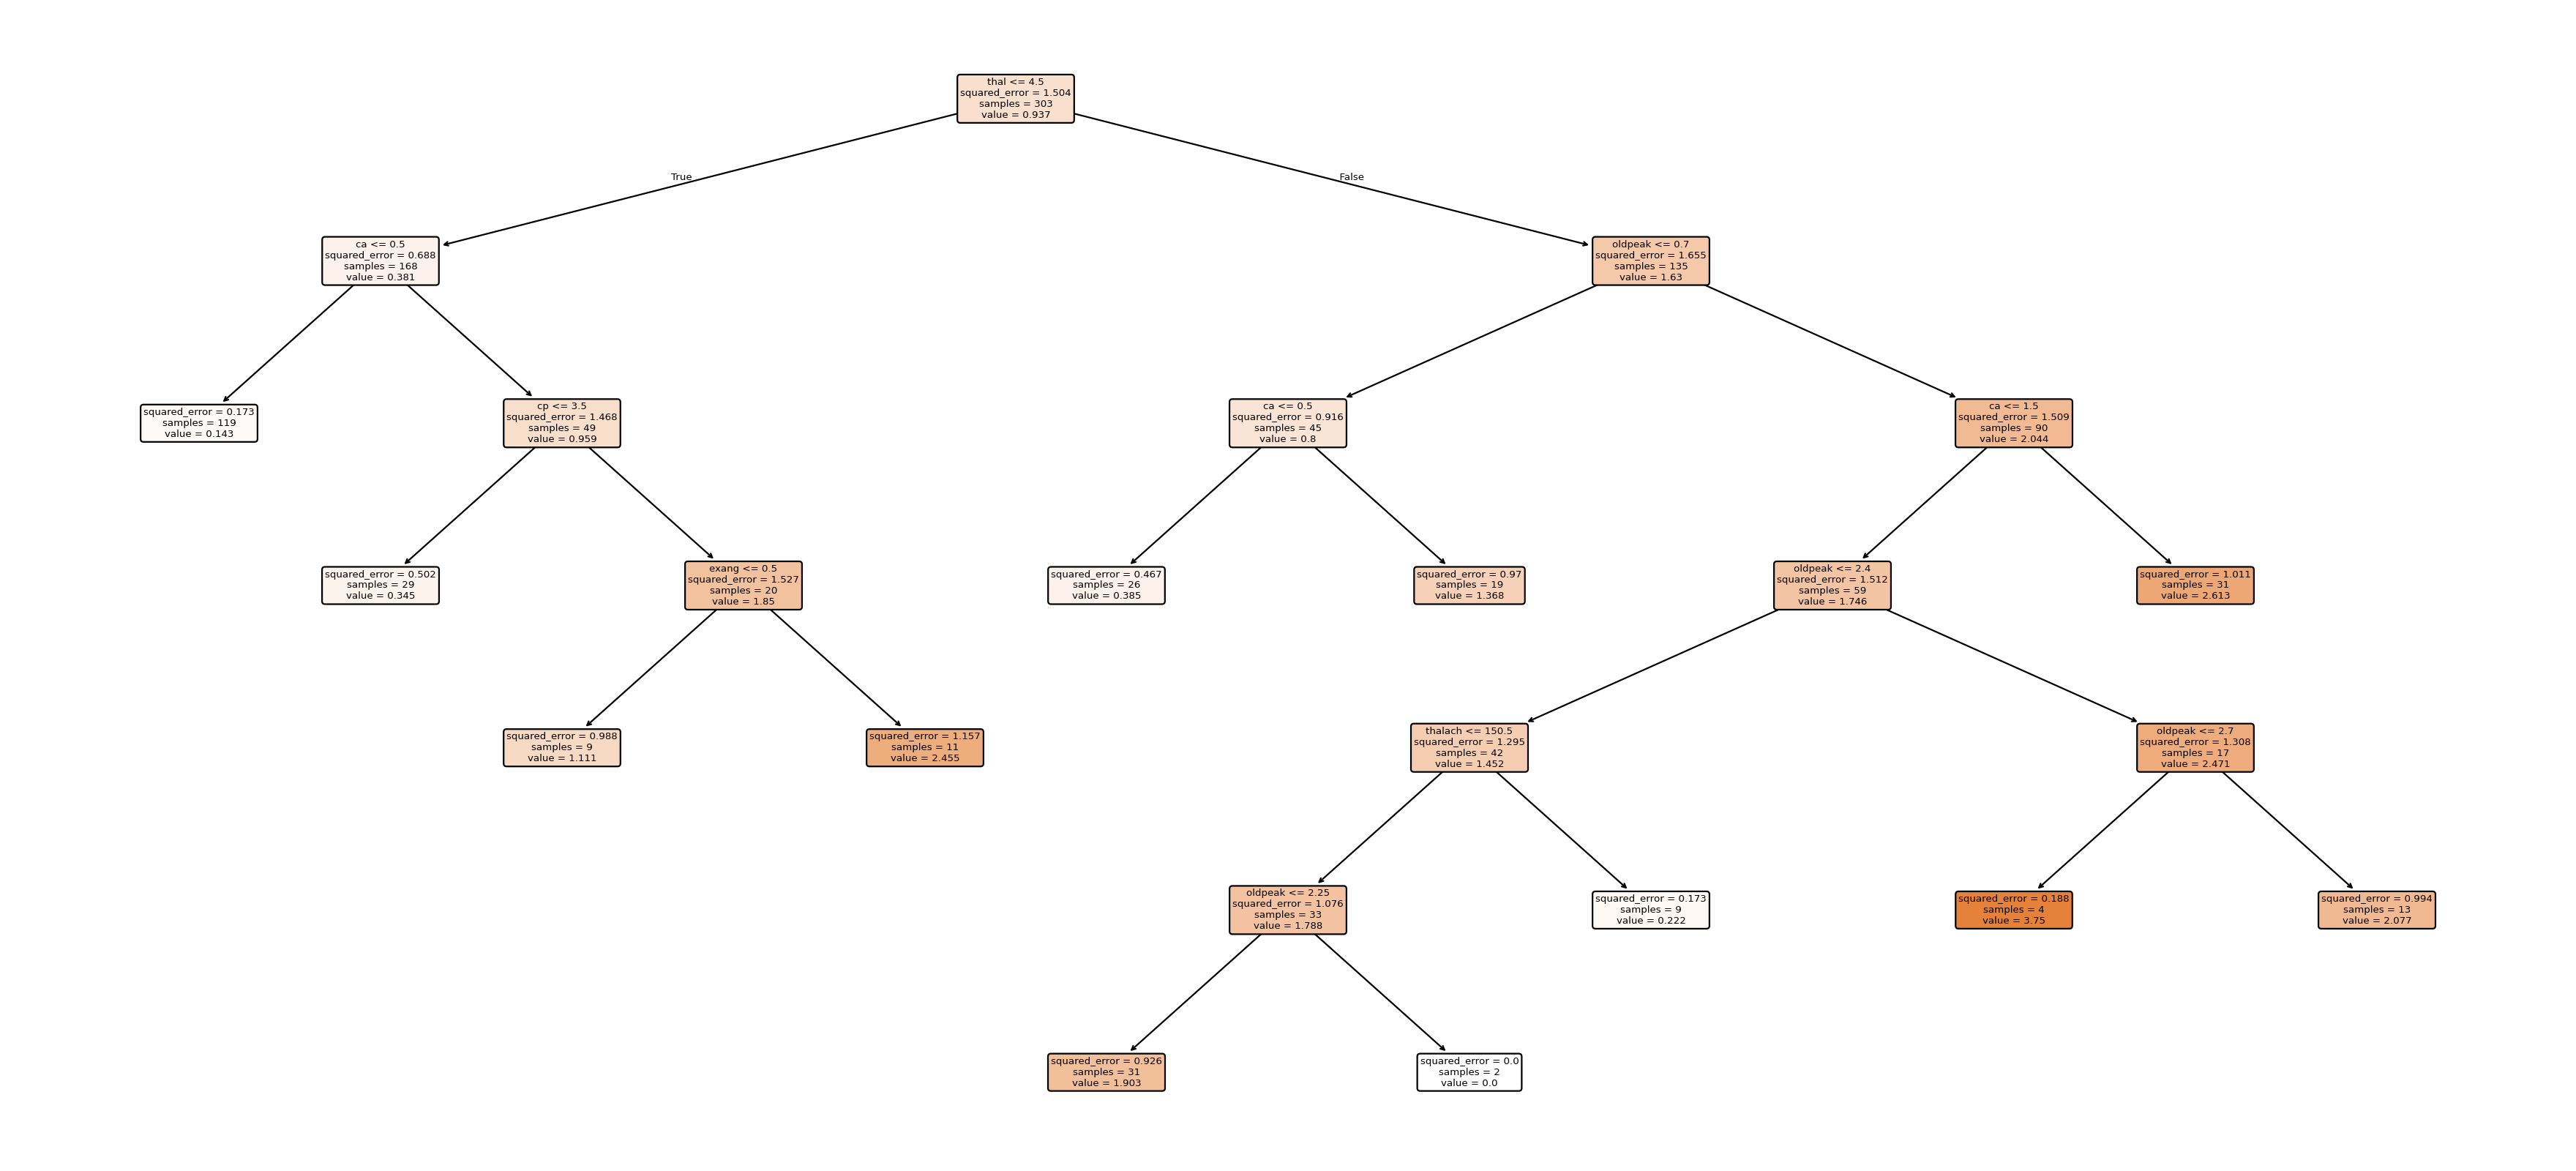 thal <= 4.5
squared_error = 1.504
samples = 303
value = 0.937
True
False
ca <= 0.5
squared_error = 0.688
samples = 168
value = 0.381
oldpeak <= 0.7
squared_error = 1.655
samples = 135
value = 1.63
squared_error = 0.173
samples = 119
value = 0.143
cp <= 3.5
squared_error = 1.468
samples = 49
value = 0.959
ca <= 0.5
squared_error = 0.916
samples = 45
value = 0.8
ca <= 1.5
squared_error = 1.509
samples = 90
value = 2.044
squared_error = 0.502
samples = 29
value = 0.345
exang <= 0.5
squared_error = 1.527
samples = 20
value = 1.85
squared_error = 0.467
samples = 26
value = 0.385
squared_error = 0.97
samples = 19
value = 1.368
oldpeak <= 2.4
squared_error = 1.512
samples = 59
value = 1.746
squared_error = 1.011
samples = 31
value = 2.613
squared_error = 0.988
samples = 9
value = 1.111
squared_error = 1.157
samples = 11
value = 2.455
thalach <= 150.5
squared_error = 1.295
samples = 42
value = 1.452
oldpeak <= 2.7
squared_error = 1.308
samples = 17
value = 2.471
oldpeak <= 2.25
squared_error = 1.076
samples = 33
value = 1.788
squared_error = 0.173
samples = 9
value = 0.222
squared_error = 0.188
samples = 4
value = 3.75
squared_error = 0.994
samples = 13
value = 2.077
squared_error = 0.926
samples = 31
value = 1.903
squared_error = 0.0
samples = 2
value = 0.0